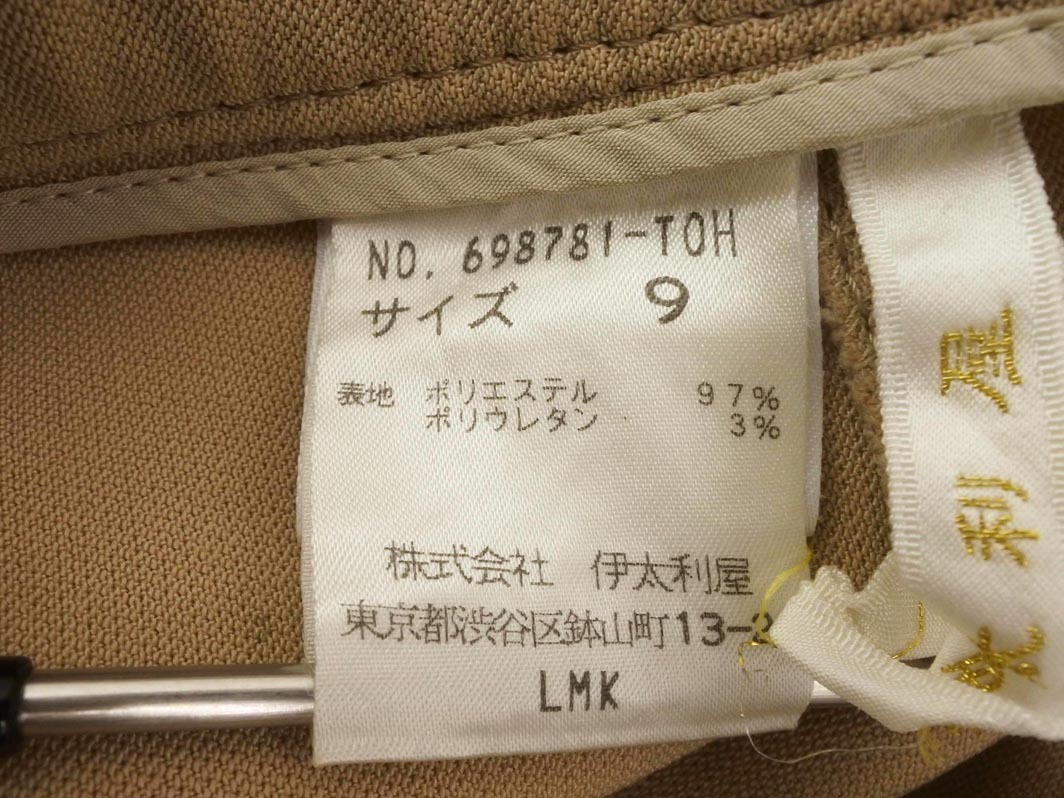 NO. 698781-TOH
サイズ 9
表地 ポリエステル 97%
ポリウレタン 3%
株式会社 伊太利屋
東京都渋谷区鉢山町13-
LMK
利屋